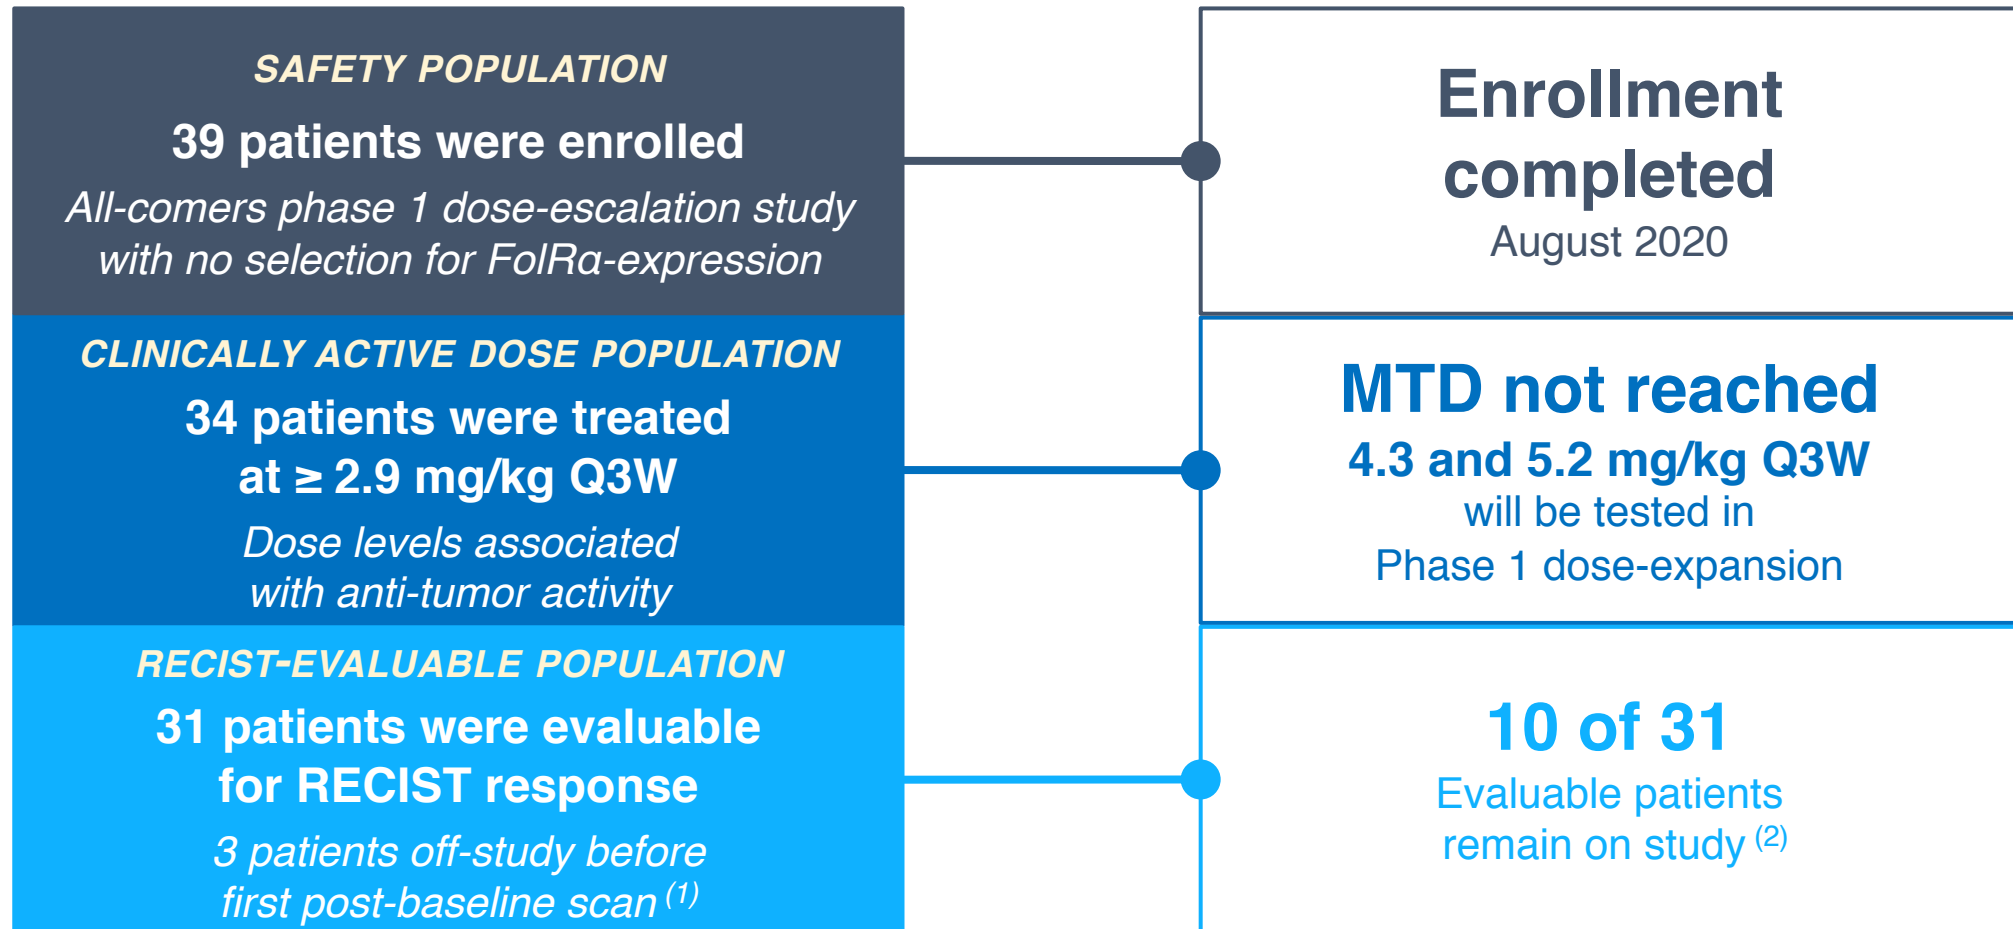 SAFETY POPULATION
39 patients were enrolled
All-comers phase 1 dose-escalation study
with no selection for FolRα-expression
Enrollment
completed
August 2020
CLINICALLY ACTIVE DOSE POPULATION
34 patients were treated
at ≥ 2.9 mg/kg Q3W
Dose levels associated
with anti-tumor activity
MTD not reached
4.3 and 5.2 mg/kg Q3W
will be tested in
Phase 1 dose-expansion
RECIST-EVALUABLE POPULATION
31 patients were evaluable
for RECIST response
3 patients off-study before
first post-baseline scan (1)
10 of 31
Evaluable patients
remain on study (2)